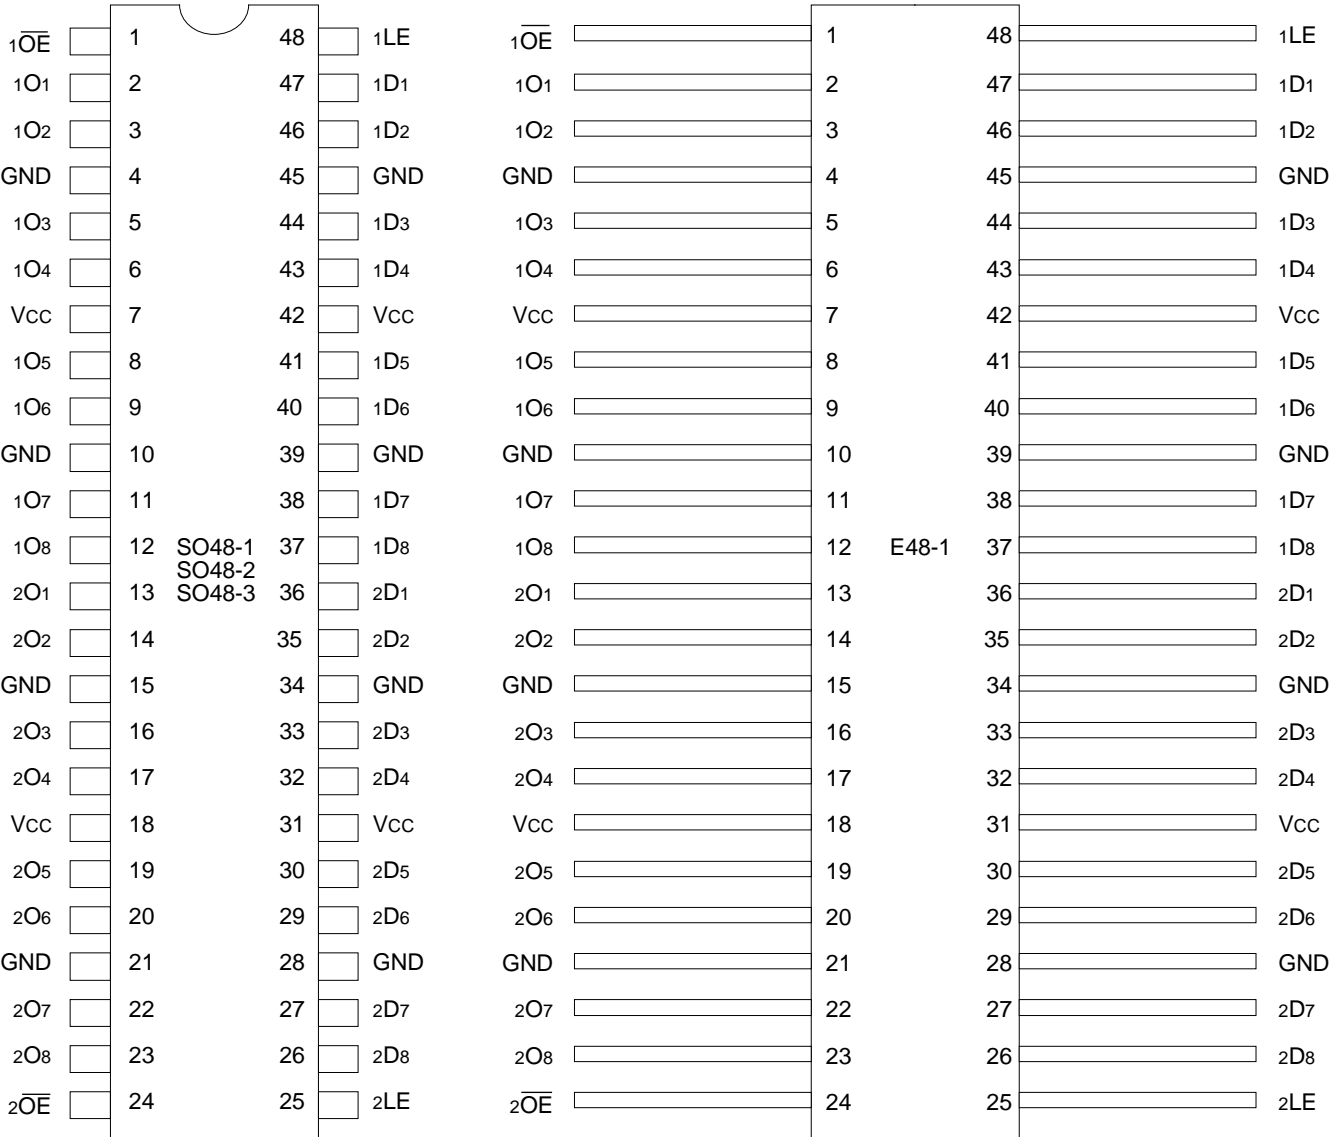 1OE 1 48 1LE 1OE 1 48 1LE
1O1 2 47 1D1 1O1 2 47 1D1
1O2 3 46 1D2 1O2 3 46 1D2
GND 4 45 GND GND 4 45 GND
1O3 5 44 1D3 1O3 5 44 1D3
1O4 6 43 1D4 1O4 6 43 1D4
VCC 7 42 VCC VCC 7 42 VCC
1O5 8 41 1D5 1O5 8 41 1D5
1O6 9 40 1D6 1O6 9 40 1D6
GND 10 39 GND GND 10 39 GND
1O7 11 38 1D7 1O7 11 38 1D7
1O8 12 SO48-1 37 1D8 1O8 12 E48-1 37 1D8
SO48-2
2O1 13 SO48-3 36 2D1 2O1 13 36 2D1
2O2 14 35 2D2 2O2 14 35 2D2
GND 15 34 GND GND 15 34 GND
2O3 16 33 2D3 2O3 16 33 2D3
2O4 17 32 2D4 2O4 17 32 2D4
VCC 18 31 VCC VCC 18 31 VCC
2O5 19 30 2D5 2O5 19 30 2D5
2O6 20 29 2D6 2O6 20 29 2D6
GND 21 28 GND GND 21 28 GND
2O7 22 27 2D7 2O7 22 27 2D7
2O8 23 26 2D8 2O8 23 26 2D8
2OE 24 25 2LE 2OE 24 25 2LE